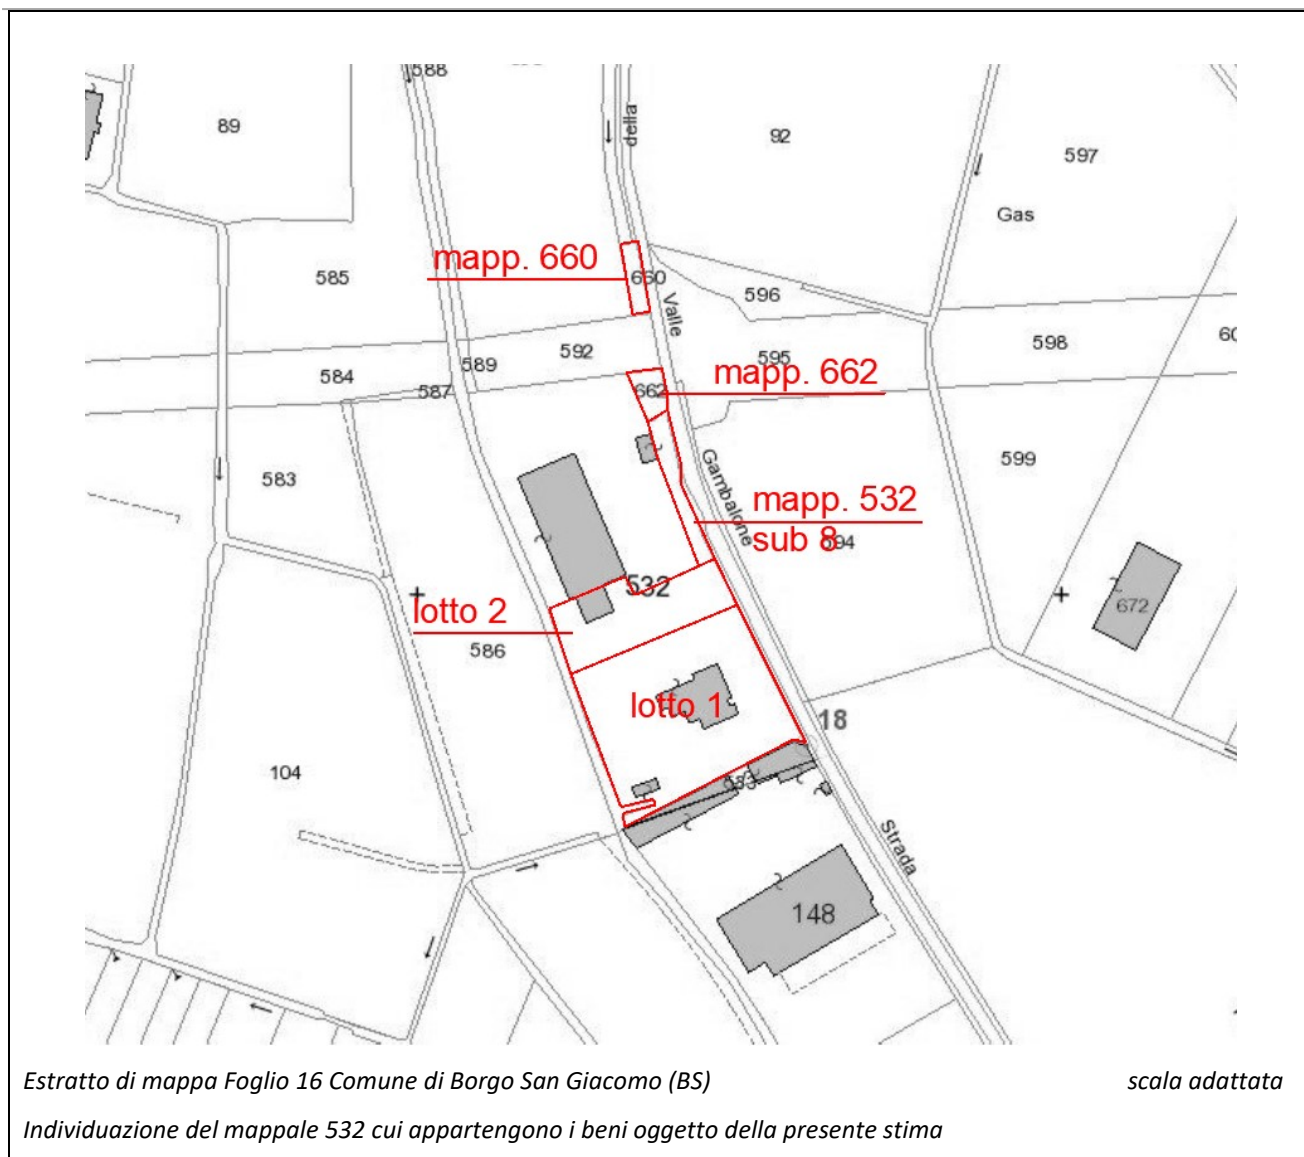 588
89
della
92
597
Gas
mapp. 660
660
585
596
Valle
592
595
598
60
589
584
587
mapp. 662
662
583
599
Gambalone
mapp. 532
sub 8
594
532
lotto 2
672
586
lotto 1
18
104
533
Strada
148
Estratto di mappa Foglio 16 Comune di Borgo San Giacomo (BS) scala adattata
Individuazione del mappale 532 cui appartengono i beni oggetto della presente stima